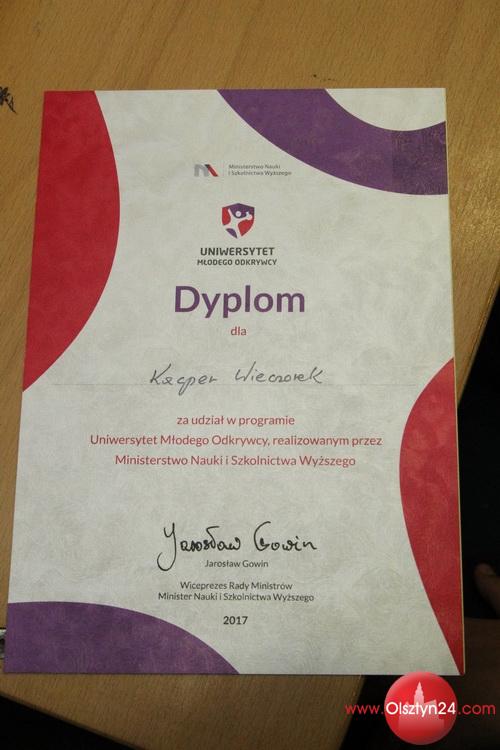 Ministerstwo Nauki
i Szkolnictwa Wyższego
UNIWERSYTET
MŁODEGO ODKRYWCY
Dyplom
dla
Kacper Wieczorek
za udział w programie
Uniwersytet Młodego Odkrywcy, realizowanym przez
Ministerstwo Nauki i Szkolnictwa Wyższego
Jarosław Gowin
Jarosław Gowin
Wiceprezes Rady Ministrów
Minister Nauki i Szkolnictwa Wyższego
2017
www.Olsztyn24.com